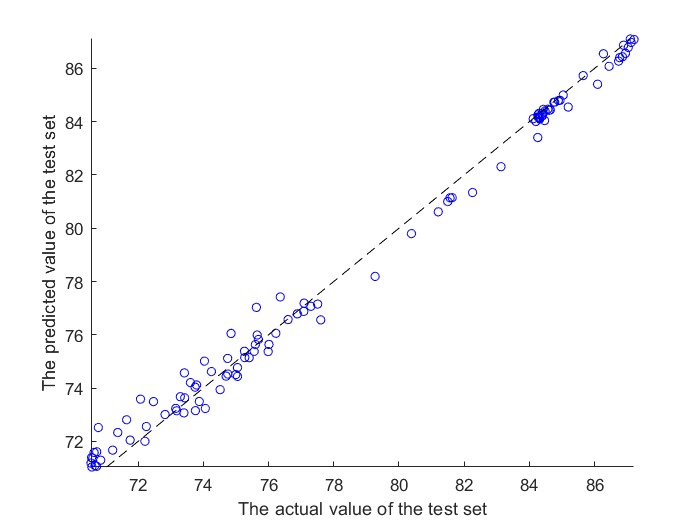 86
84
82
80
78
76
74
72
The predicted value of the test set
72 74 76 78 80 82 84 86
The actual value of the test set